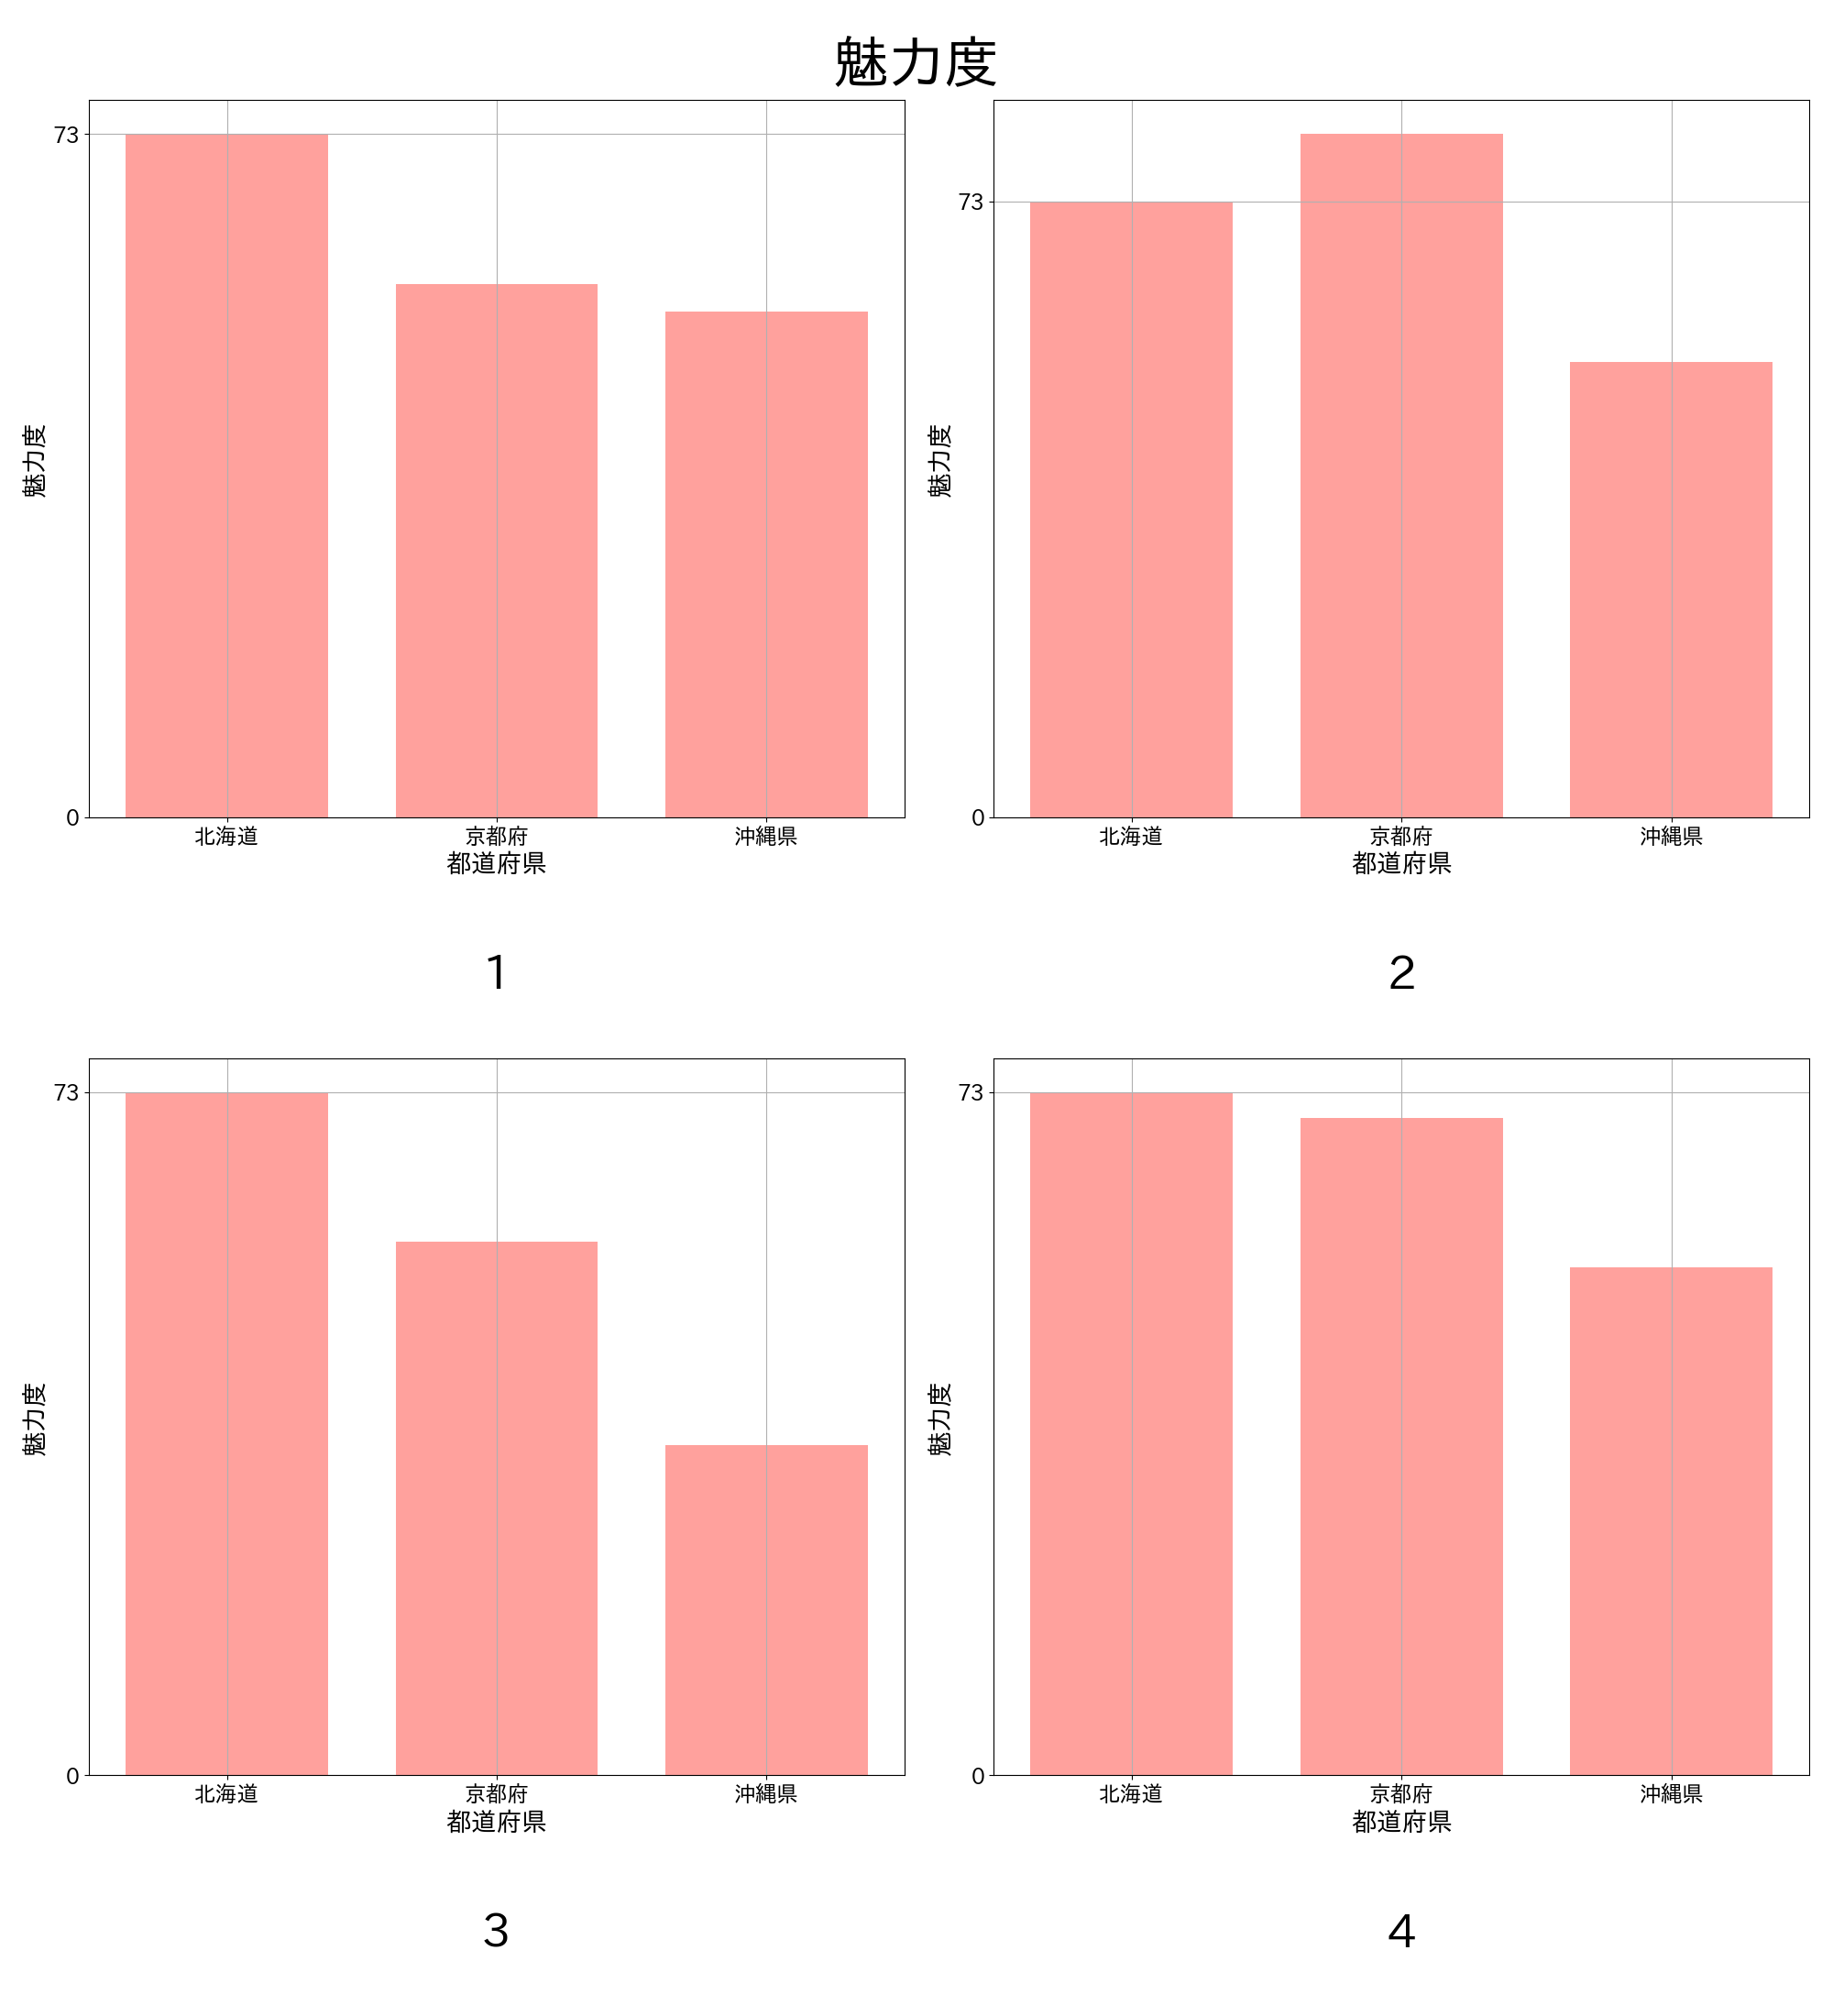 魅力度
73
0
魅力度
北海道 京都府 沖縄県
都道府県
1
73
0
魅力度
北海道 京都府 沖縄県
都道府県
2
73
0
魅力度
北海道 京都府 沖縄県
都道府県
3
73
0
魅力度
北海道 京都府 沖縄県
都道府県
4